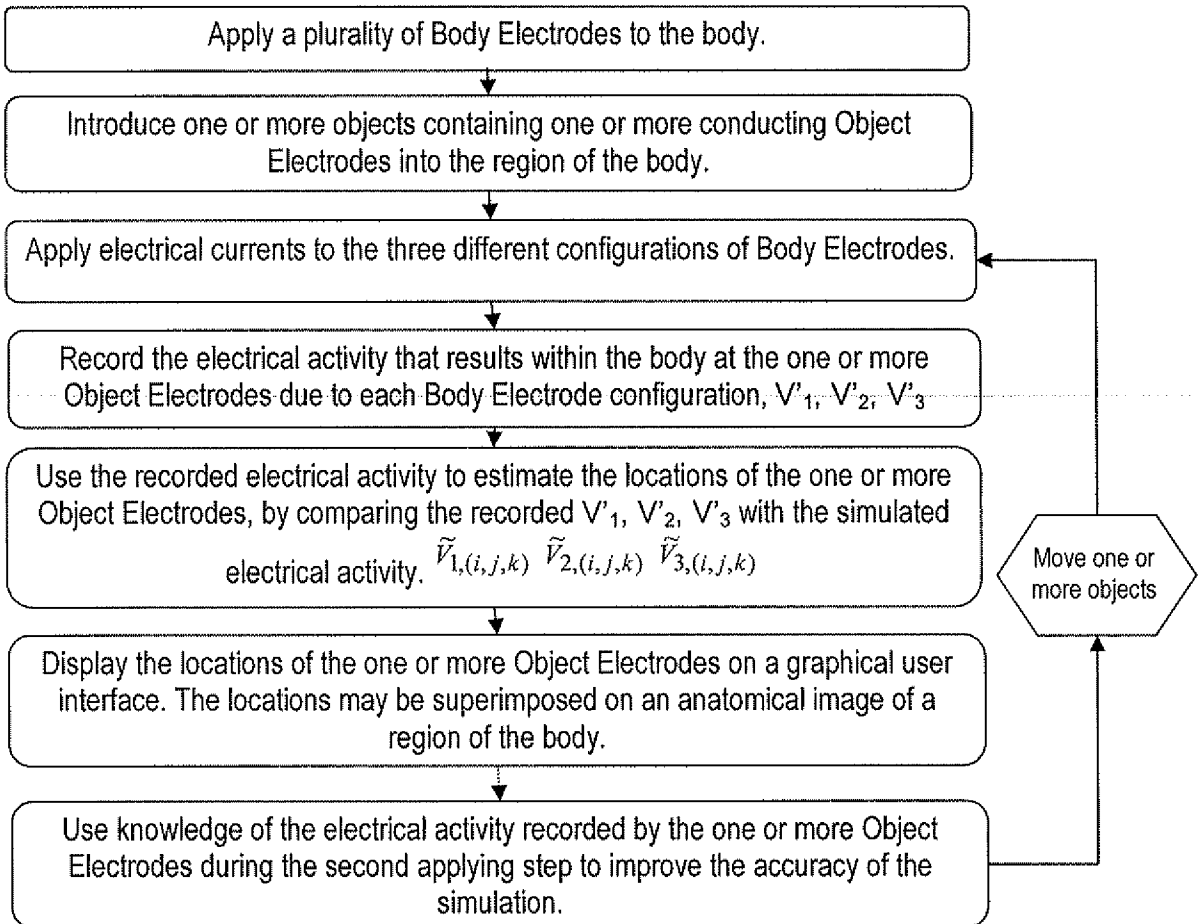 Apply a plurality of Body Electrodes to the body.
Introduce one or more objects containing one or more conducting Object
Electrodes into the region of the body.
Apply electrical currents to the three different configurations of Body Electrodes.
Record the electrical activity that results within the body at the one or more
Object Electrodes due to each Body Electrode configuration, V'₁, V'₂, V'₃
Use the recorded electrical activity to estimate the locations of the one or more
Object Electrodes, by comparing the recorded V'₁, V'₂, V'₃ with the simulated
electrical activity. Ṽ₁,(i,j,k) Ṽ₂,(i,j,k) Ṽ₃,(i,j,k)
Display the locations of the one or more Object Electrodes on a graphical user
interface. The locations may be superimposed on an anatomical image of a
region of the body.
Use knowledge of the electrical activity recorded by the one or more Object
Electrodes during the second applying step to improve the accuracy of the
simulation.
Move one or
more objects